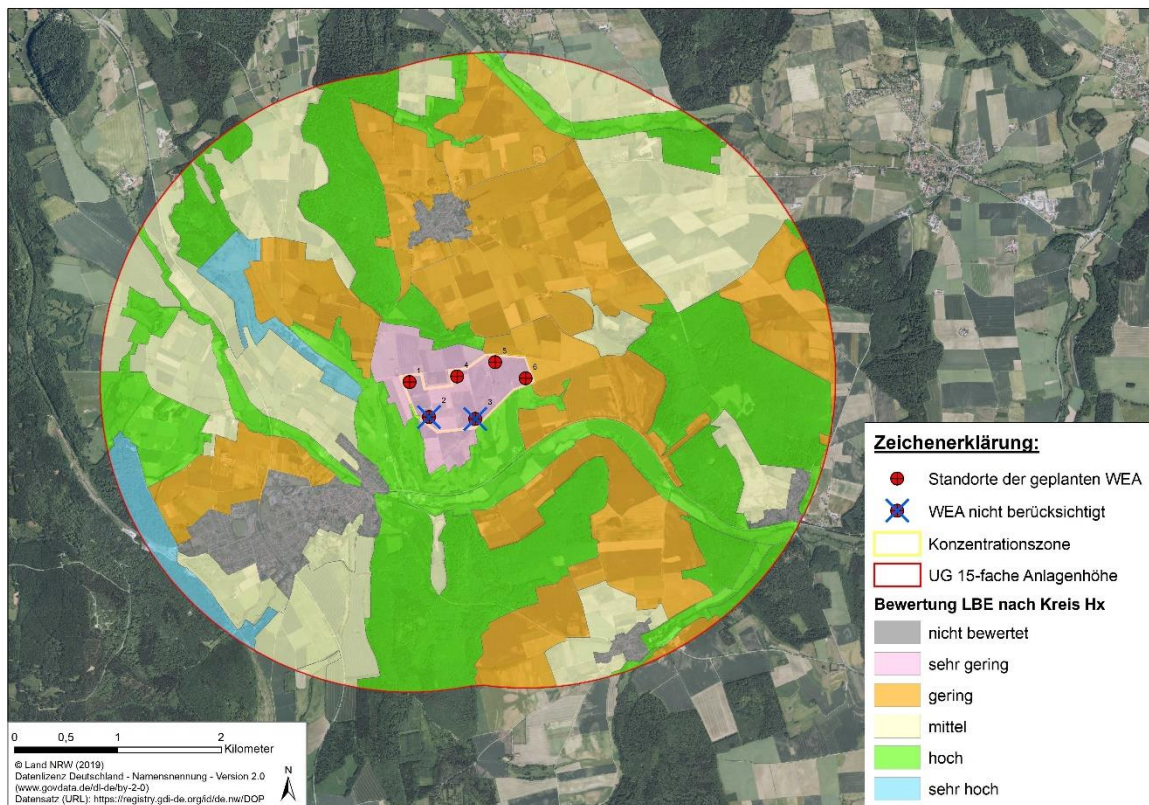 1
4
5
6
2
3
Zeichenerklärung:
Standorte der geplanten WEA
WEA nicht berücksichtigt
Konzentrationszone
UG 15-fache Anlagenhöhe
Bewertung LBE nach Kreis Hx
nicht bewertet
sehr gering
gering
mittel
hoch
sehr hoch
0 0,5 1 2
Kilometer
© Land NRW (2019)
Datenlizenz Deutschland - Namensnennung - Version 2.0
(www.govdata.de/dl-de/by-2-0)
Datensatz (URL): https://registry.gdi-de.org/id/de.nw/DOP
N